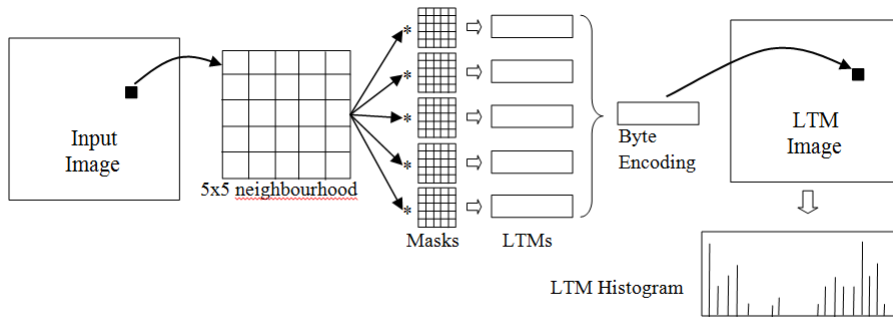 Input
Image
5x5 neighbourhood
*
*
*
*
*
Masks
LTMs
Byte
Encoding
LTM
Image
LTM Histogram